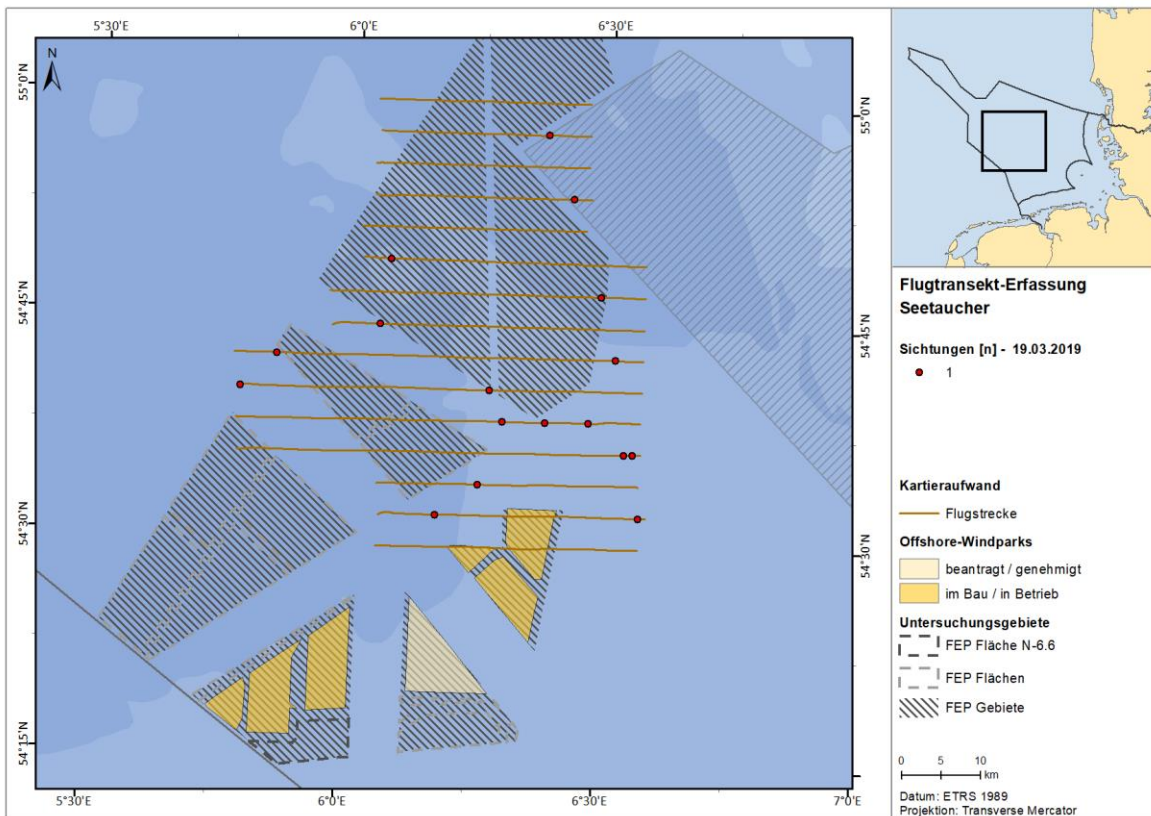 5°30'E
6°0'E
6°30'E
N
55°0'N
54°45'N
54°30'N
54°15'N
55°0'N
54°45'N
54°30'N
5°30'E
6°0'E
6°30'E
7°0'E
Flugtransekt-Erfassung
Seetaucher
Sichtungen [n] - 19.03.2019
1
Kartieraufwand
Flugstrecke
Offshore-Windparks
beantragt / genehmigt
im Bau / in Betrieb
Untersuchungsgebiete
FEP Fläche N-6.6
FEP Flächen
FEP Gebiete
0 5 10
km
Datum: ETRS 1989
Projektion: Transverse Mercator